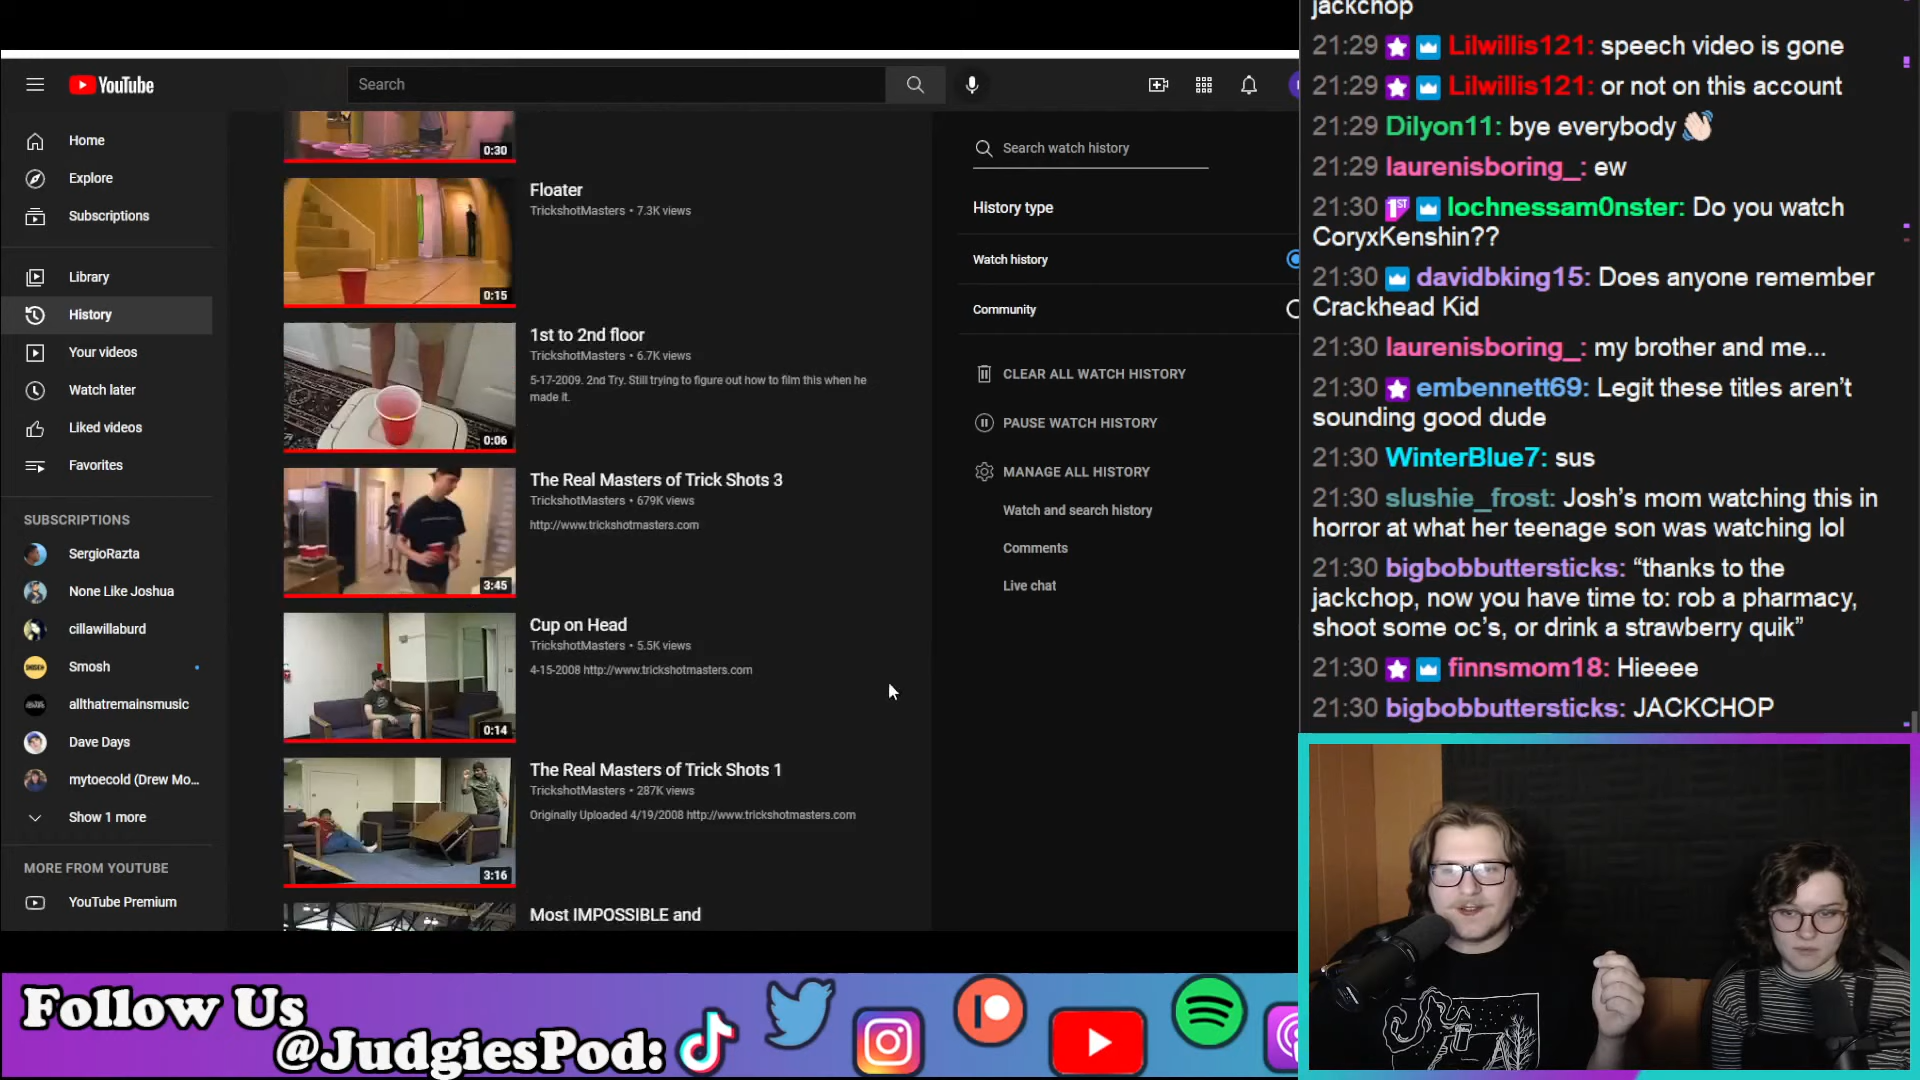 YouTube
Search
Home
Explore
Subscriptions
Library
History
Your videos
Watch later
Liked videos
Favorites
SUBSCRIPTIONS
SergioRazta
None Like Joshua
cillawillaburd
Smosh
allthatremainsmusic
Dave Days
mytoecold (Drew Mo...
Show 1 more
MORE FROM YOUTUBE
YouTube Premium
0:30
Floater
TrickshotMasters • 7.3K views
0:15
1st to 2nd floor
TrickshotMasters • 6.7K views
5-17-2009. 2nd Try. Still trying to figure out how to film this when he
made it.
0:06
The Real Masters of Trick Shots 3
TrickshotMasters • 679K views
http://www.trickshotmasters.com
3:45
Cup on Head
TrickshotMasters • 5.5K views
4-15-2008 http://www.trickshotmasters.com
0:14
The Real Masters of Trick Shots 1
TrickshotMasters • 287K views
Originally Uploaded 4/19/2008 http://www.trickshotmasters.com
3:16
Most IMPOSSIBLE and
Search watch history
History type
Watch history
Community
CLEAR ALL WATCH HISTORY
PAUSE WATCH HISTORY
MANAGE ALL HISTORY
Watch and search history
Comments
Live chat
jackchop
21:29 Lilwillis121: speech video is gone
21:29 Lilwillis121: or not on this account
21:29 Dilyon11: bye everybody 👋🏻
21:29 laurenisboring_: ew
21:30 1ST lochnessam0nster: Do you watch
CoryxKenshin??
21:30 davidbking15: Does anyone remember
Crackhead Kid
21:30 laurenisboring_: my brother and me...
21:30 embennett69: Legit these titles aren’t
sounding good dude
21:30 WinterBlue7: sus
21:30 slushie_frost: Josh’s mom watching this in
horror at what her teenage son was watching lol
21:30 bigbobbuttersticks: “thanks to the
jackchop, now you have time to: rob a pharmacy,
shoot some oc’s, or drink a strawberry quik”
21:30 finnsmom18: Hieeee
21:30 bigbobbuttersticks: JACKCHOP
Follow Us
@JudgiesPod: